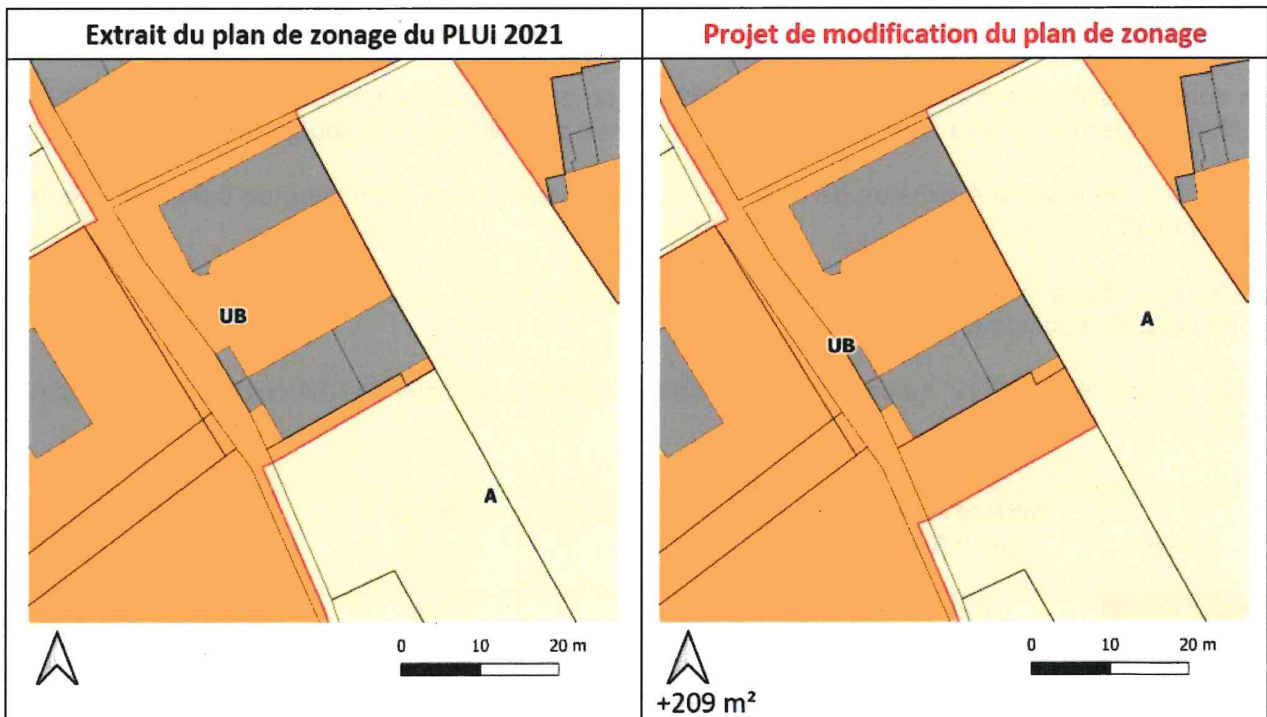 Extrait du plan de zonage du PLUi 2021
Projet de modification du plan de zonage
UB
A
0 10 20 m
UB
A
0 10 20 m
+209 m²